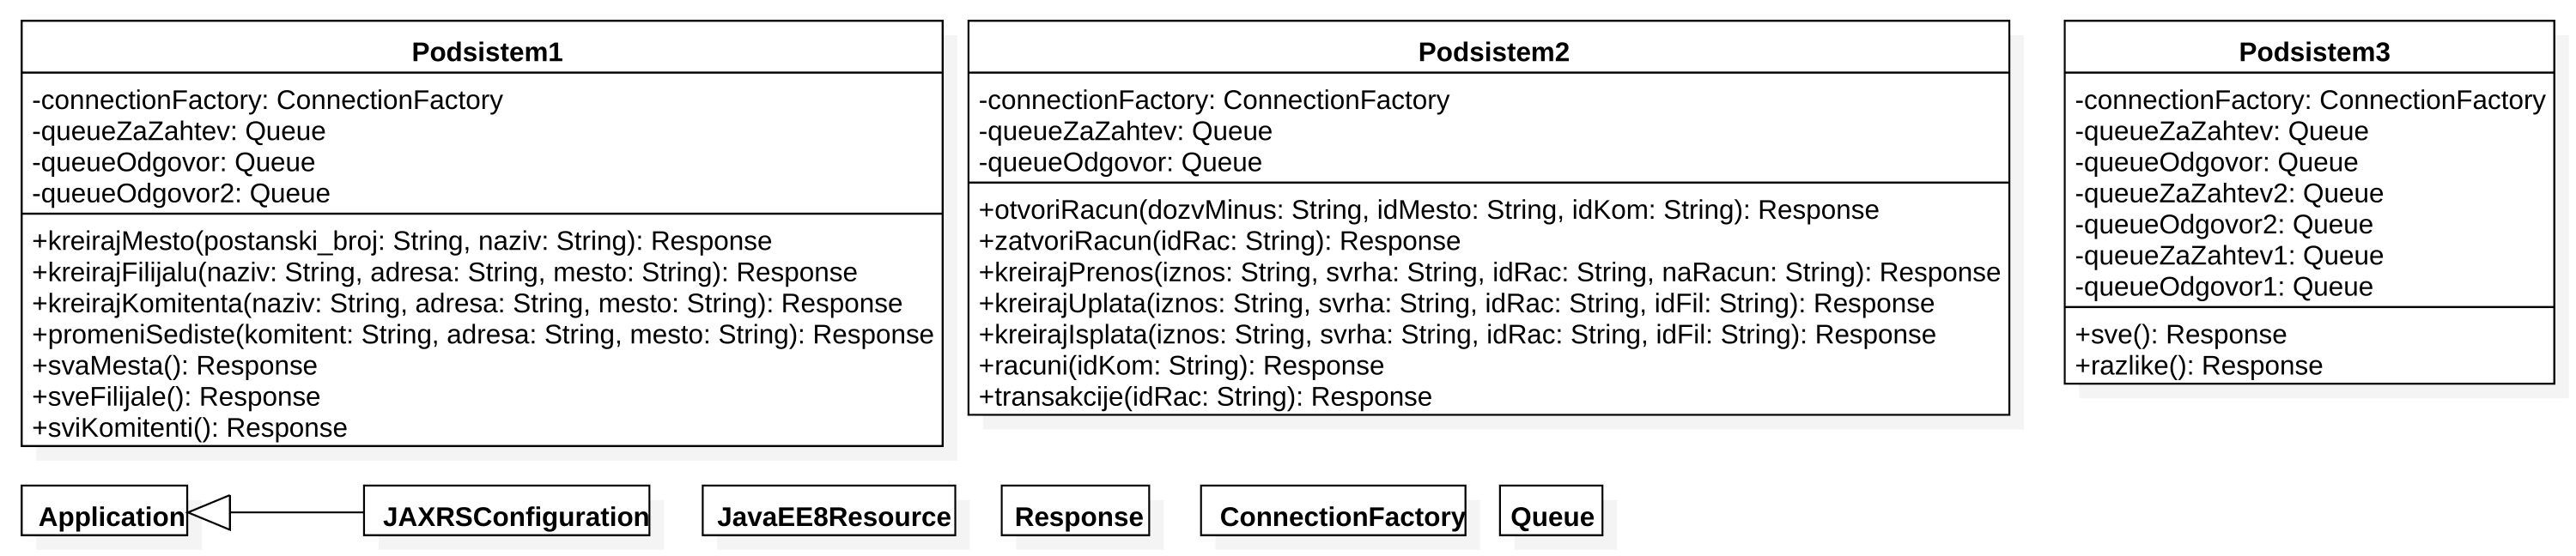 Podsistem1
-connectionFactory: ConnectionFactory
-queueZaZahtev: Queue
-queueOdgovor: Queue
-queueOdgovor2: Queue
+kreirajMesto(postanski_broj: String, naziv: String): Response
+kreirajFilijalu(naziv: String, adresa: String, mesto: String): Response
+kreirajKomitenta(naziv: String, adresa: String, mesto: String): Response
+promeniSediste(komitent: String, adresa: String, mesto: String): Response
+svaMesta(): Response
+sveFilijale(): Response
+sviKomitenti(): Response
Podsistem2
-connectionFactory: ConnectionFactory
-queueZaZahtev: Queue
-queueOdgovor: Queue
+otvoriRacun(dozvMinus: String, idMesto: String, idKom: String): Response
+zatvoriRacun(idRac: String): Response
+kreirajPrenos(iznos: String, svrha: String, idRac: String, naRacun: String): Response
+kreirajUplata(iznos: String, svrha: String, idRac: String, idFil: String): Response
+kreirajIsplata(iznos: String, svrha: String, idRac: String, idFil: String): Response
+racuni(idKom: String): Response
+transakcije(idRac: String): Response
Podsistem3
-connectionFactory: ConnectionFactory
-queueZaZahtev: Queue
-queueOdgovor: Queue
-queueZaZahtev2: Queue
-queueOdgovor2: Queue
-queueZaZahtev1: Queue
-queueOdgovor1: Queue
+sve(): Response
+razlike(): Response
Application
JAXRSConfiguration
JavaEE8Resource
Response
ConnectionFactory
Queue